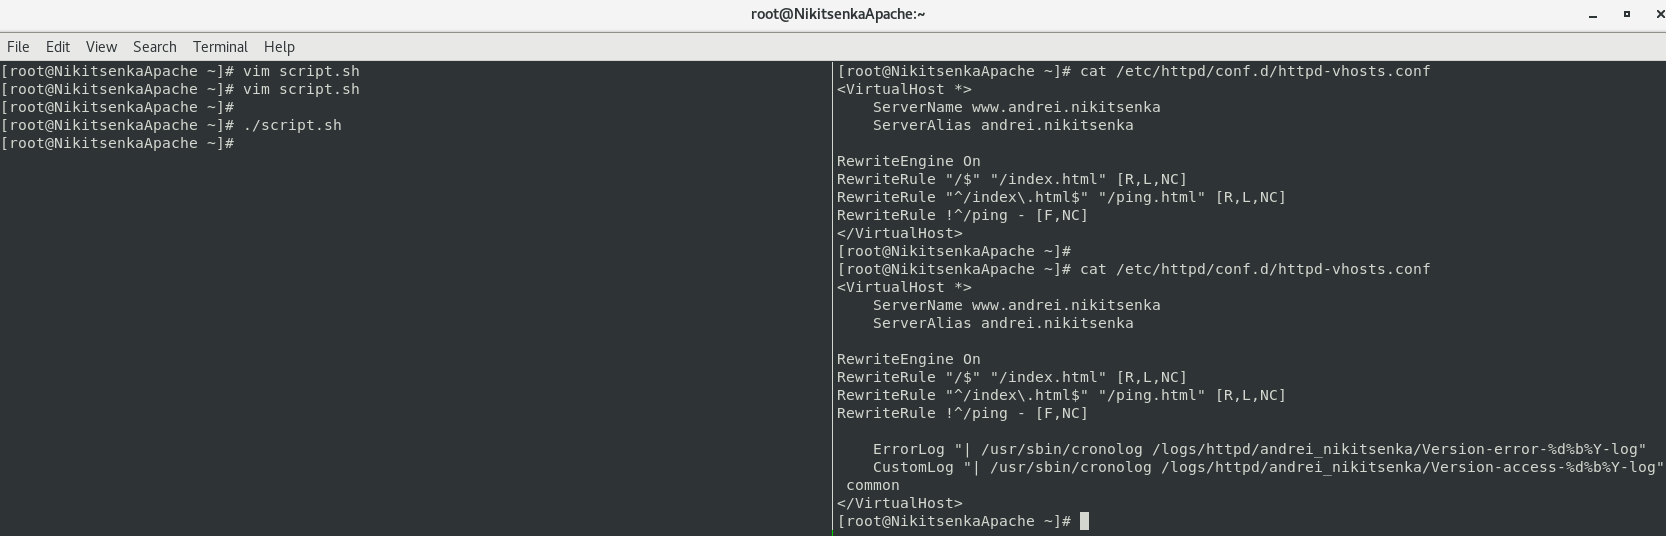 root@NikitsenkaApache:~
File Edit View Search Terminal Help
[root@NikitsenkaApache ~]# vim script.sh
[root@NikitsenkaApache ~]# vim script.sh
[root@NikitsenkaApache ~]#
[root@NikitsenkaApache ~]# ./script.sh
[root@NikitsenkaApache ~]#
[root@NikitsenkaApache ~]# cat /etc/httpd/conf.d/httpd-vhosts.conf
<VirtualHost *>
    ServerName www.andrei.nikitsenka
    ServerAlias andrei.nikitsenka

RewriteEngine On
RewriteRule "/$" "/index.html" [R,L,NC]
RewriteRule "^/index\.html$" "/ping.html" [R,L,NC]
RewriteRule !^/ping - [F,NC]
</VirtualHost>
[root@NikitsenkaApache ~]#
[root@NikitsenkaApache ~]# cat /etc/httpd/conf.d/httpd-vhosts.conf
<VirtualHost *>
    ServerName www.andrei.nikitsenka
    ServerAlias andrei.nikitsenka

RewriteEngine On
RewriteRule "/$" "/index.html" [R,L,NC]
RewriteRule "^/index\.html$" "/ping.html" [R,L,NC]
RewriteRule !^/ping - [F,NC]

    ErrorLog "| /usr/sbin/cronolog /logs/httpd/andrei_nikitsenka/Version-error-%d%b%Y-log"
    CustomLog "| /usr/sbin/cronolog /logs/httpd/andrei_nikitsenka/Version-access-%d%b%Y-log"
 common
</VirtualHost>
[root@NikitsenkaApache ~]#